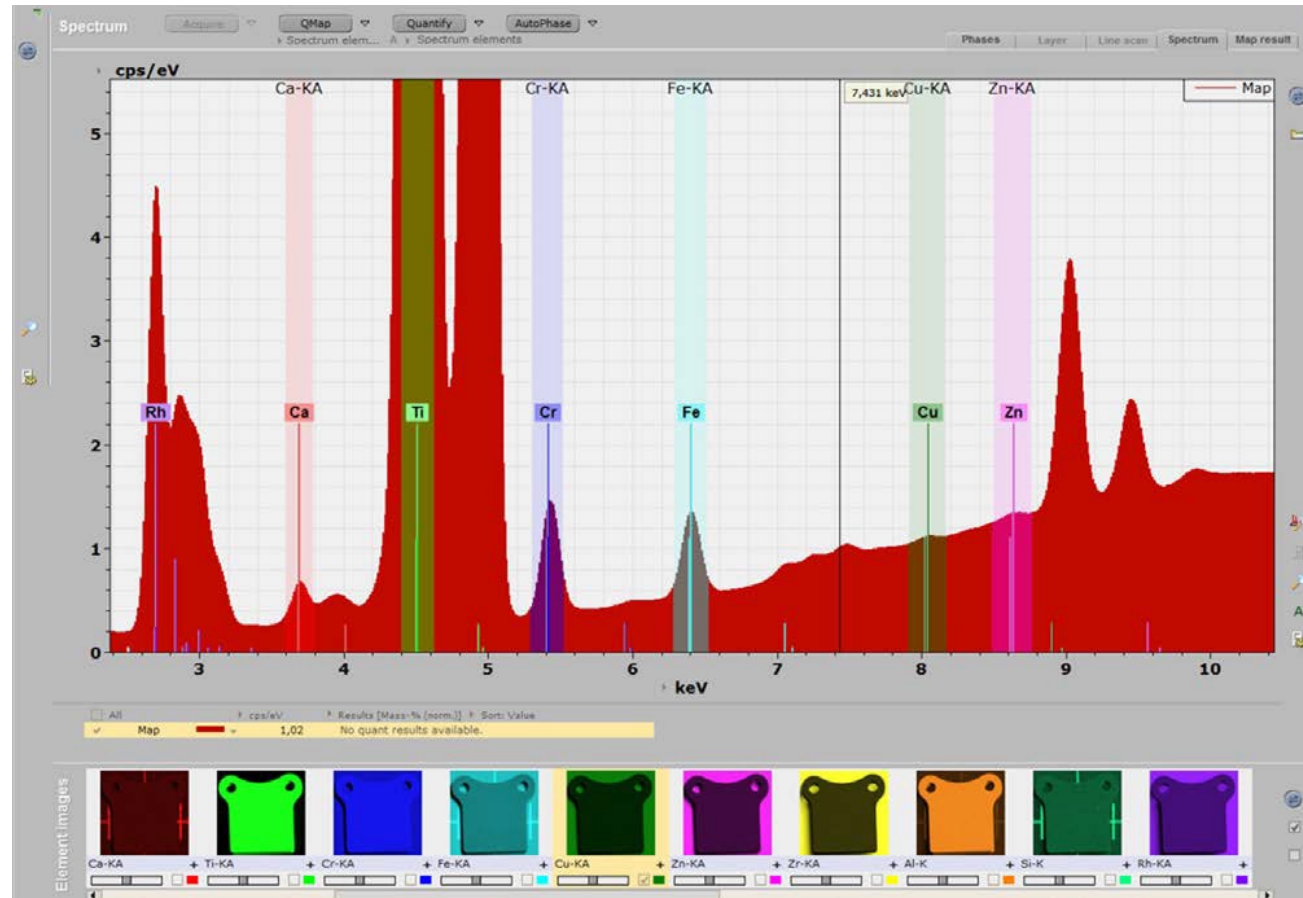 Spectrum Acquire QMap Quantify AutoPhase
Spectrum elem... A Spectrum elements
Phases Layer Line scan Spectrum Map result
cps/eV
Ca-KA Cr-KA Fe-KA 7,431 keV Cu-KA Zn-KA Map
5
4
3
Rh Ca Ti Cr Fe Cu Zn
2
1
A
0
3 4 5 6 7 8 9 10
keV
All cps/eV Results [Mass-% (norm.)] Sort: Value
Map 1,02 No quant results available.
Element images
Ca-KA + Ti-KA + Cr-KA + Fe-KA + Cu-KA + Zn-KA + Zr-KA + Al-K + Si-K + Rh-KA +